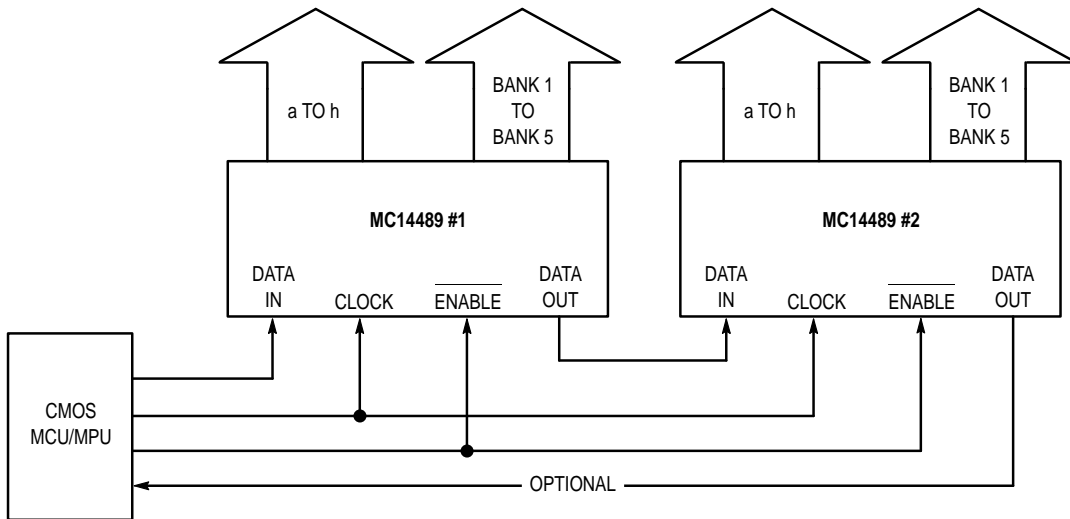 a TO h
BANK 1
TO
BANK 5
a TO h
BANK 1
TO
BANK 5
MC14489 #1
MC14489 #2
DATA
IN
CLOCK
ENABLE
DATA
OUT
DATA
IN
CLOCK
ENABLE
DATA
OUT
CMOS
MCU/MPU
OPTIONAL